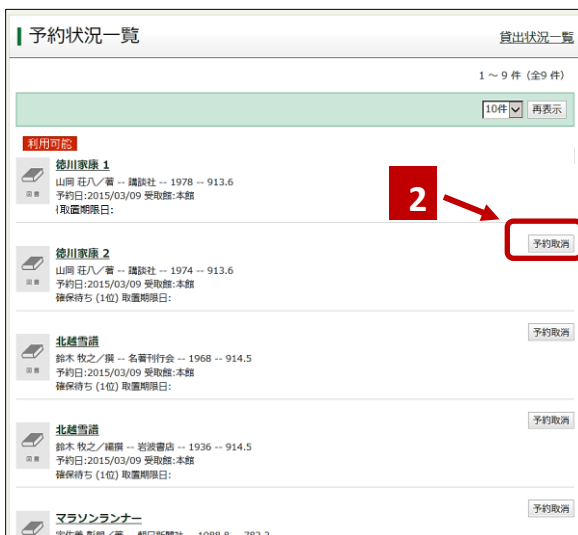 予約状況一覧
貸出状況一覧
1 ～ 9 件（全9 件）
10件 再表示
利用可能
徳川家康 1
図書
山岡 荘八／著 -- 講談社 -- 1978 -- 913.6
予約日:2015/03/09 受取館:本館
取置期限日:
2
予約取消
徳川家康 2
図書
山岡 荘八／著 -- 講談社 -- 1974 -- 913.6
予約日:2015/03/09 受取館:本館
確保待ち (1位) 取置期限日:
予約取消
北越雪譜
図書
鈴木 牧之／撰 -- 名著刊行会 -- 1968 -- 914.5
予約日:2015/03/09 受取館:本館
確保待ち (1位) 取置期限日:
予約取消
北越雪譜
図書
鈴木 牧之／編撰 -- 岩波書店 -- 1936 -- 914.5
予約日:2015/03/09 受取館:本館
確保待ち (1位) 取置期限日:
予約取消
マラソンランナー